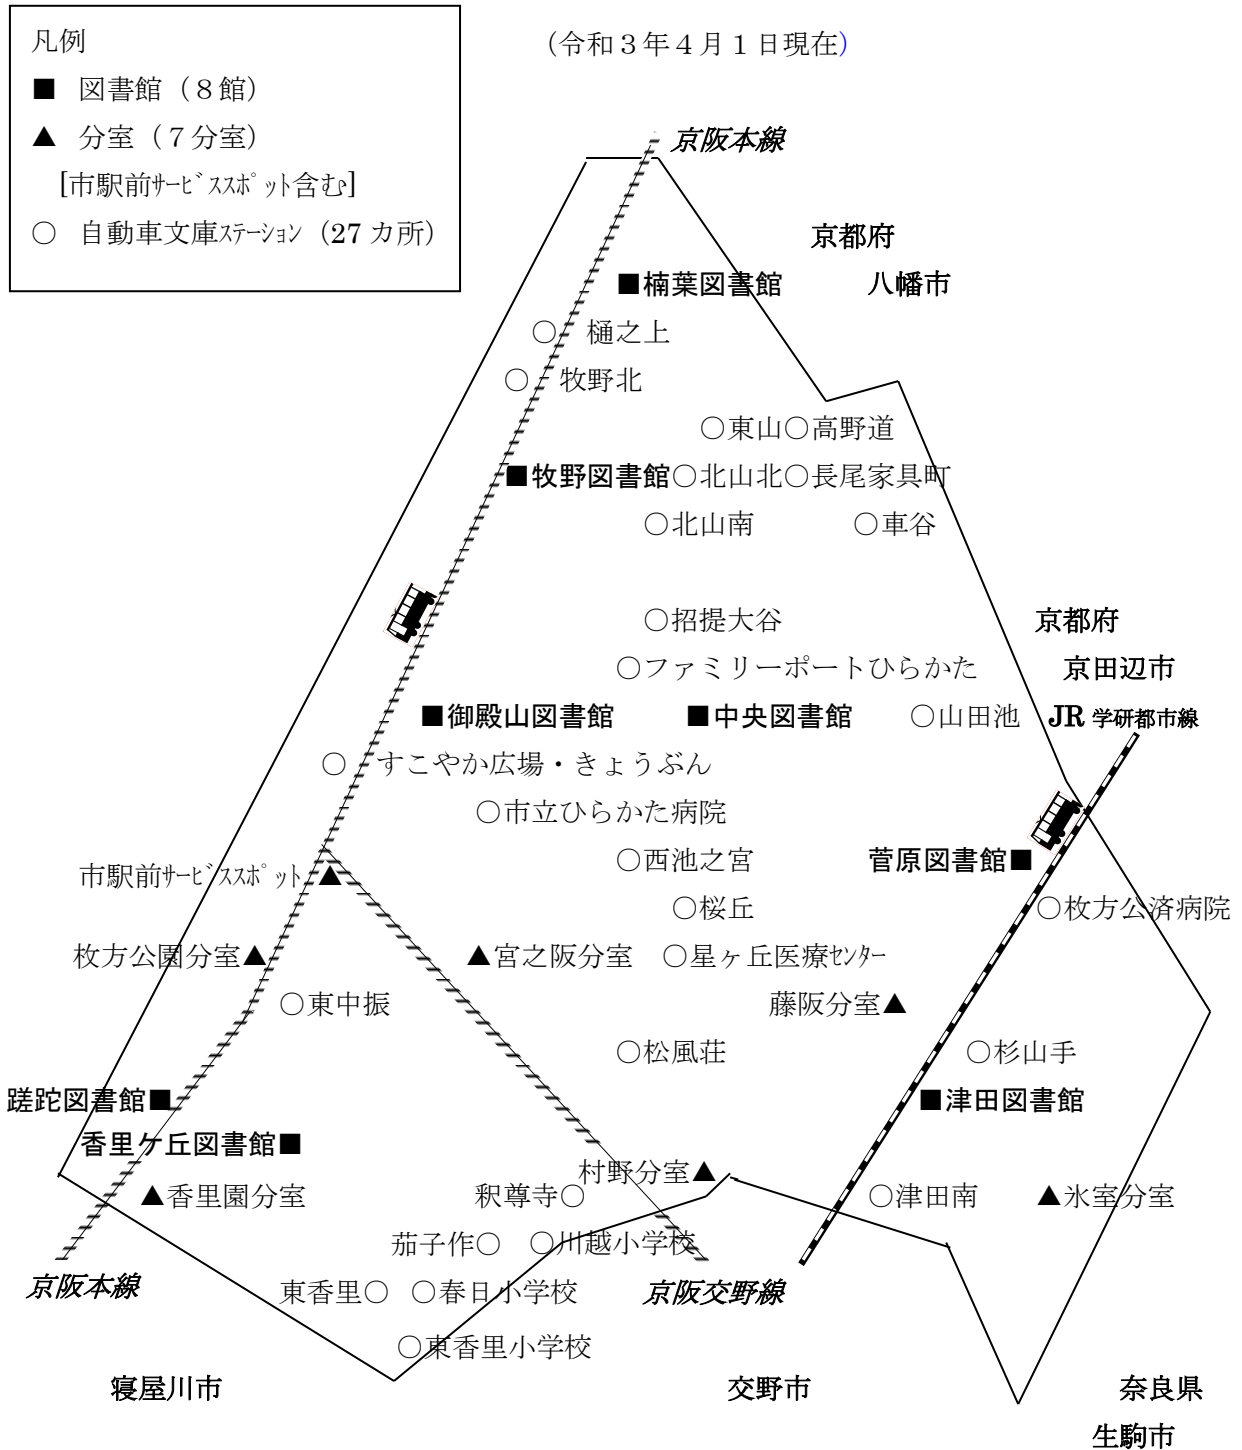 凡例
■ 図書館（８館）
▲ 分室（７分室）
[市駅前ｻｰﾋﾞｽｽﾎﾟｯﾄ含む]
○ 自動車文庫ｽﾃｰｼｮﾝ（27 カ所）
（令和３年４月１日現在）
京阪本線
京都府
八幡市
■楠葉図書館
○ 樋之上
○ 牧野北
○東山○高野道
■牧野図書館○北山北○長尾家具町
○北山南 ○車谷
○招提大谷
京都府
○ファミリーポートひらかた
京田辺市
■御殿山図書館 ■中央図書館 ○山田池
JR 学研都市線
○ すこやか広場・きょうぶん
○市立ひらかた病院
○西池之宮 菅原図書館■
市駅前ｻｰﾋﾞｽｽﾎﾟｯﾄ ▲
○桜丘 ○枚方公済病院
枚方公園分室▲ ▲宮之阪分室 ○星ヶ丘医療ｾﾝﾀｰ
○東中振 藤阪分室▲
○松風荘 ○杉山手
蹉跎図書館■ ■津田図書館
香里ケ丘図書館■
村野分室▲
▲香里園分室 釈尊寺○ ○津田南 ▲氷室分室
茄子作○ ○川越小学校
京阪本線 東香里○ ○春日小学校 京阪交野線
○東香里小学校
寝屋川市 交野市 奈良県
生駒市